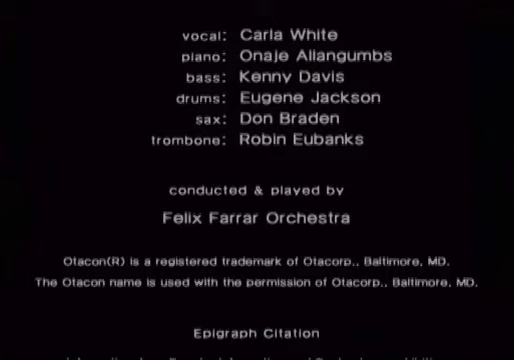 vocal: Carla White
piano: Onaje Allangumbs
bass: Kenny Davis
drums: Eugene Jackson
sax: Don Braden
trombone: Robin Eubanks
conducted & played by
Felix Farrar Orchestra
Otacon(R) is a registered trademark of Otacorp., Baltimore, MD.
The Otacon name is used with the permission of Otacorp., Baltimore, MD.
Epigraph Citation